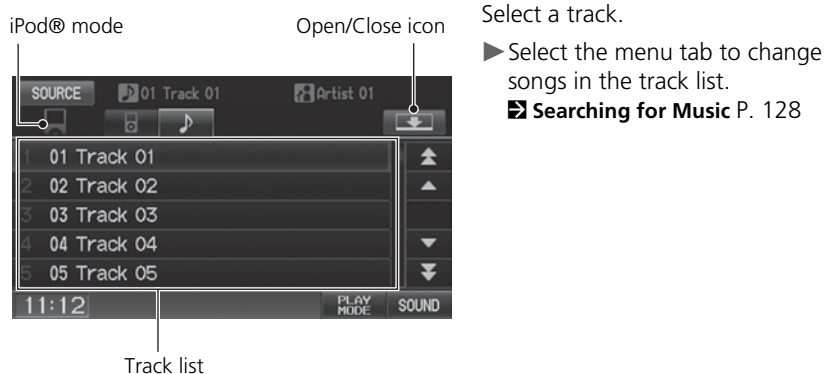 iPod® mode
Open/Close icon
SOURCE
01 Track 01
Artist 01
1 01 Track 01
2 02 Track 02
3 03 Track 03
4 04 Track 04
5 05 Track 05
11:12
PLAY MODE
SOUND
Track list
Select a track.
Select the menu tab to change
songs in the track list.
Searching for Music P. 128